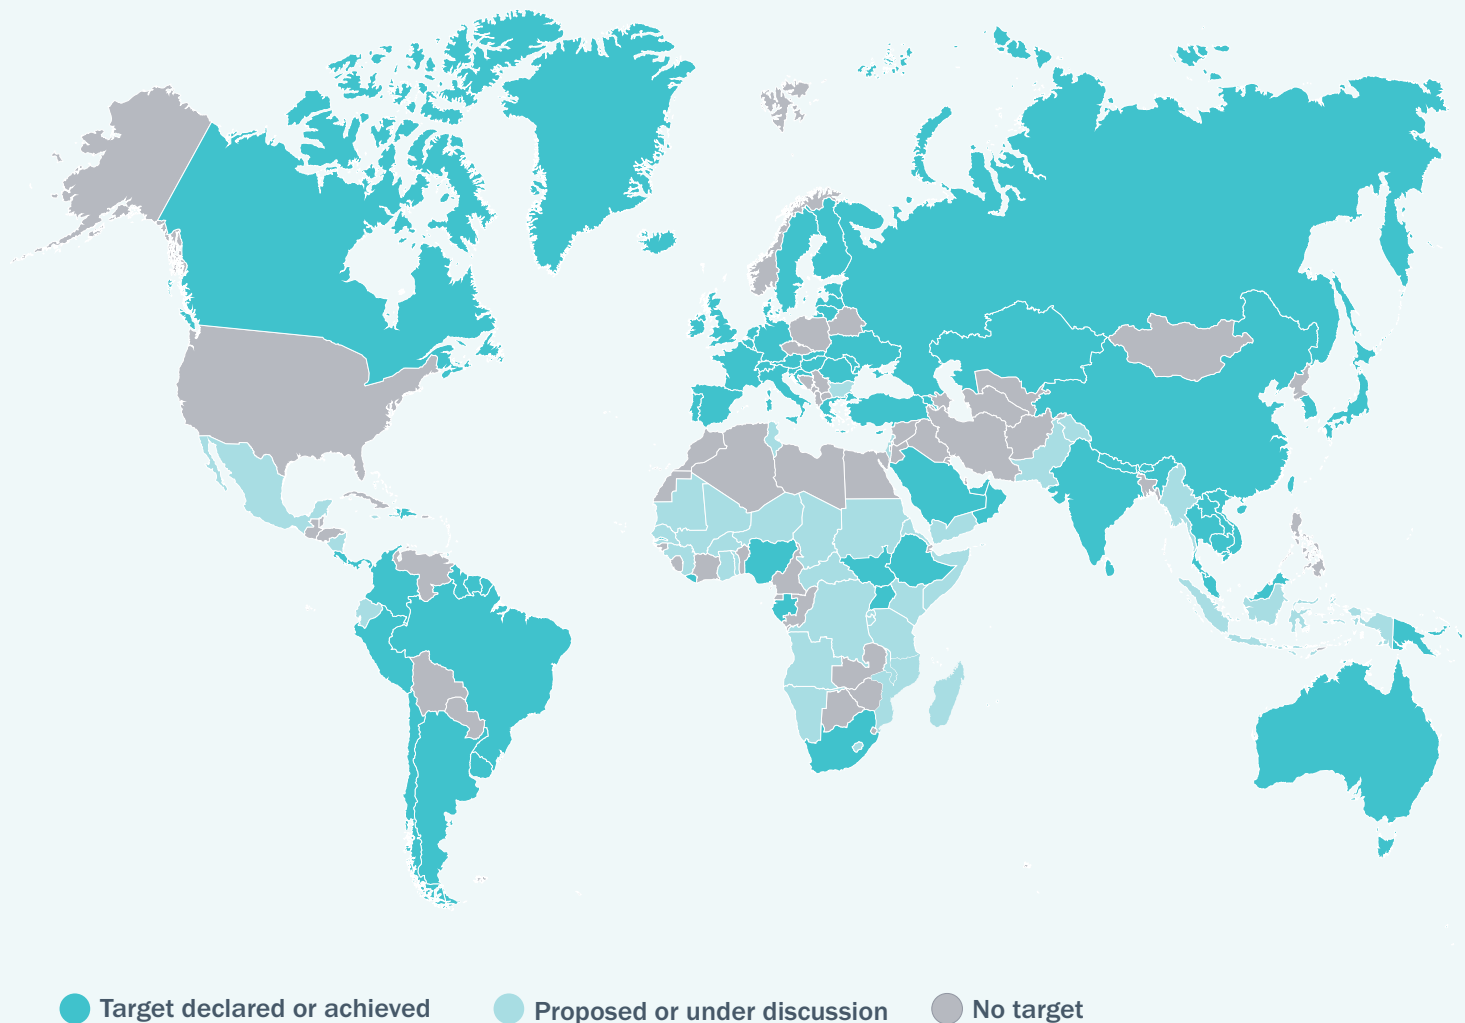 Target declared or achieved
Proposed or under discussion
No target